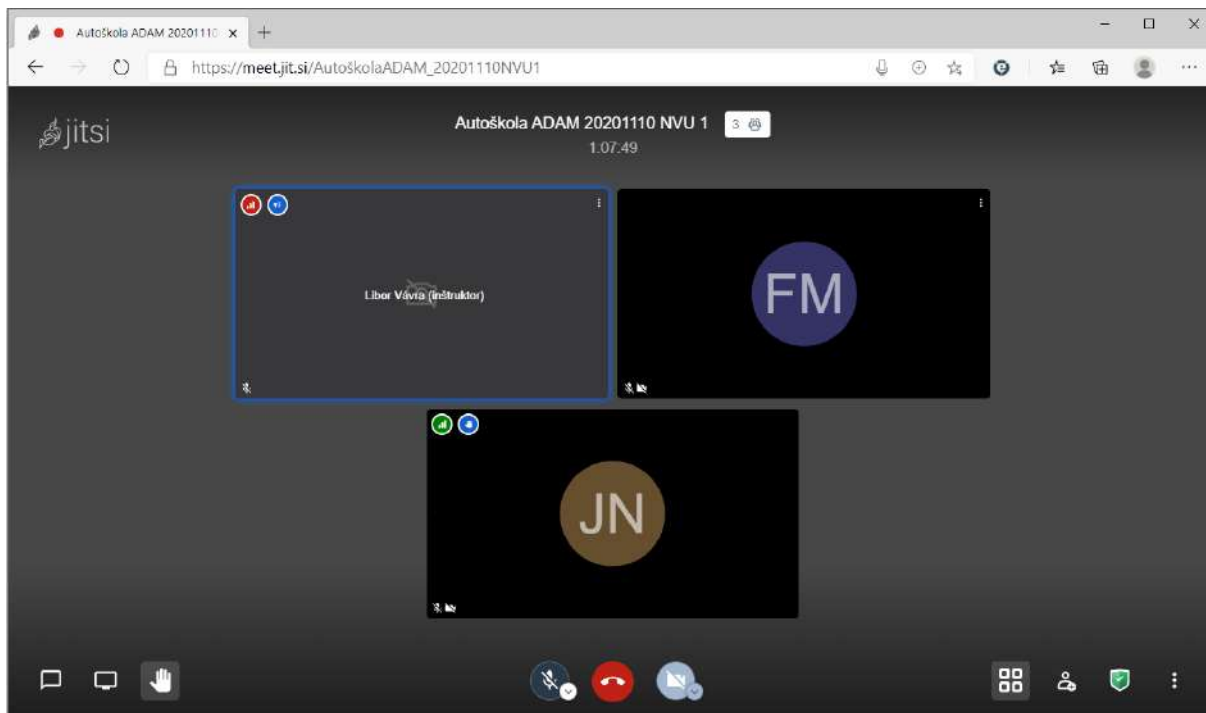 Autoškola ADAM 20201110
https://meet.jit.si/AutoškolaADAM_20201110NVU1
jitsi
Autoškola ADAM 20201110 NVU 1
3
1:07:49
Libor Vávra (inštruktor)
FM
JN